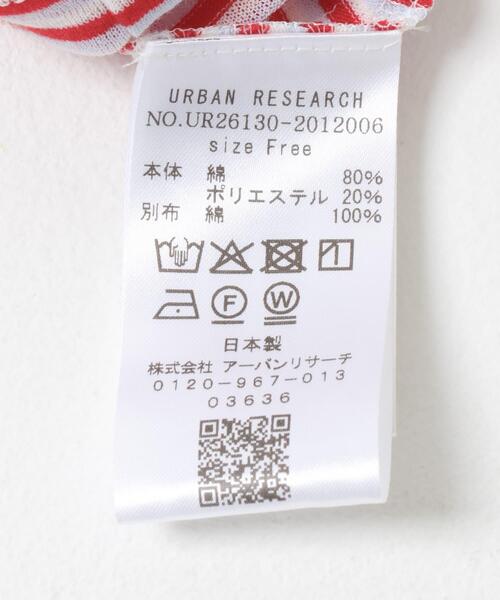 URBAN RESEARCH
NO.UR26130-2012006
size Free
本体 綿 80%
ポリエステル 20%
別布 綿 100%
F W
日本製
株式会社 アーバンリサーチ
0120-967-013
03636